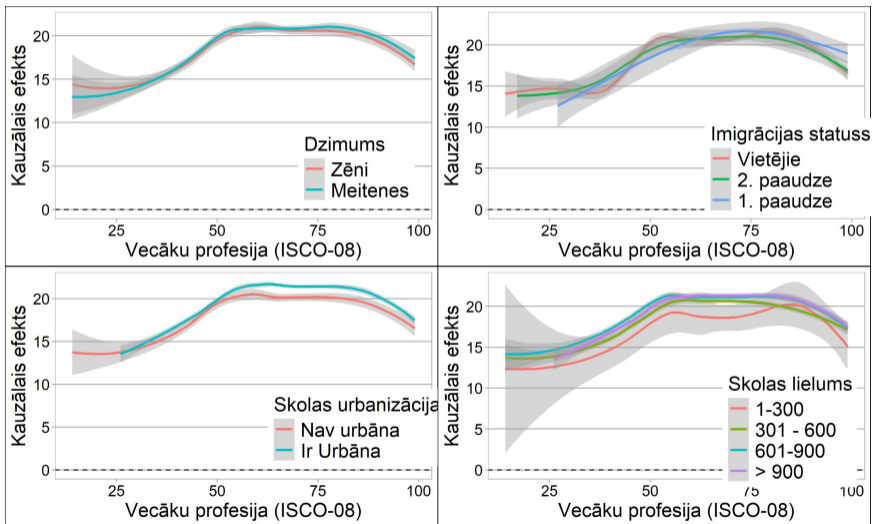 20
15
10
5
0
Kauzālais efekts
Dzimums
Zēni
Meitenes
25
50
75
100
Vecāku profesija (ISCO-08)
20
15
10
5
0
Kauzālais efekts
Imigrācijas statuss
Vietējie
2. paaudze
1. paaudze
25
50
75
100
Vecāku profesija (ISCO-08)
20
15
10
5
0
Kauzālais efekts
Skolas urbanizācija
Nav urbāna
Ir Urbāna
25
50
75
100
Vecāku profesija (ISCO-08)
20
15
10
5
0
Kauzālais efekts
Skolas lielums
1-300
301 - 600
601-900
> 900
25
50
75
100
Vecāku profesija (ISCO-08)